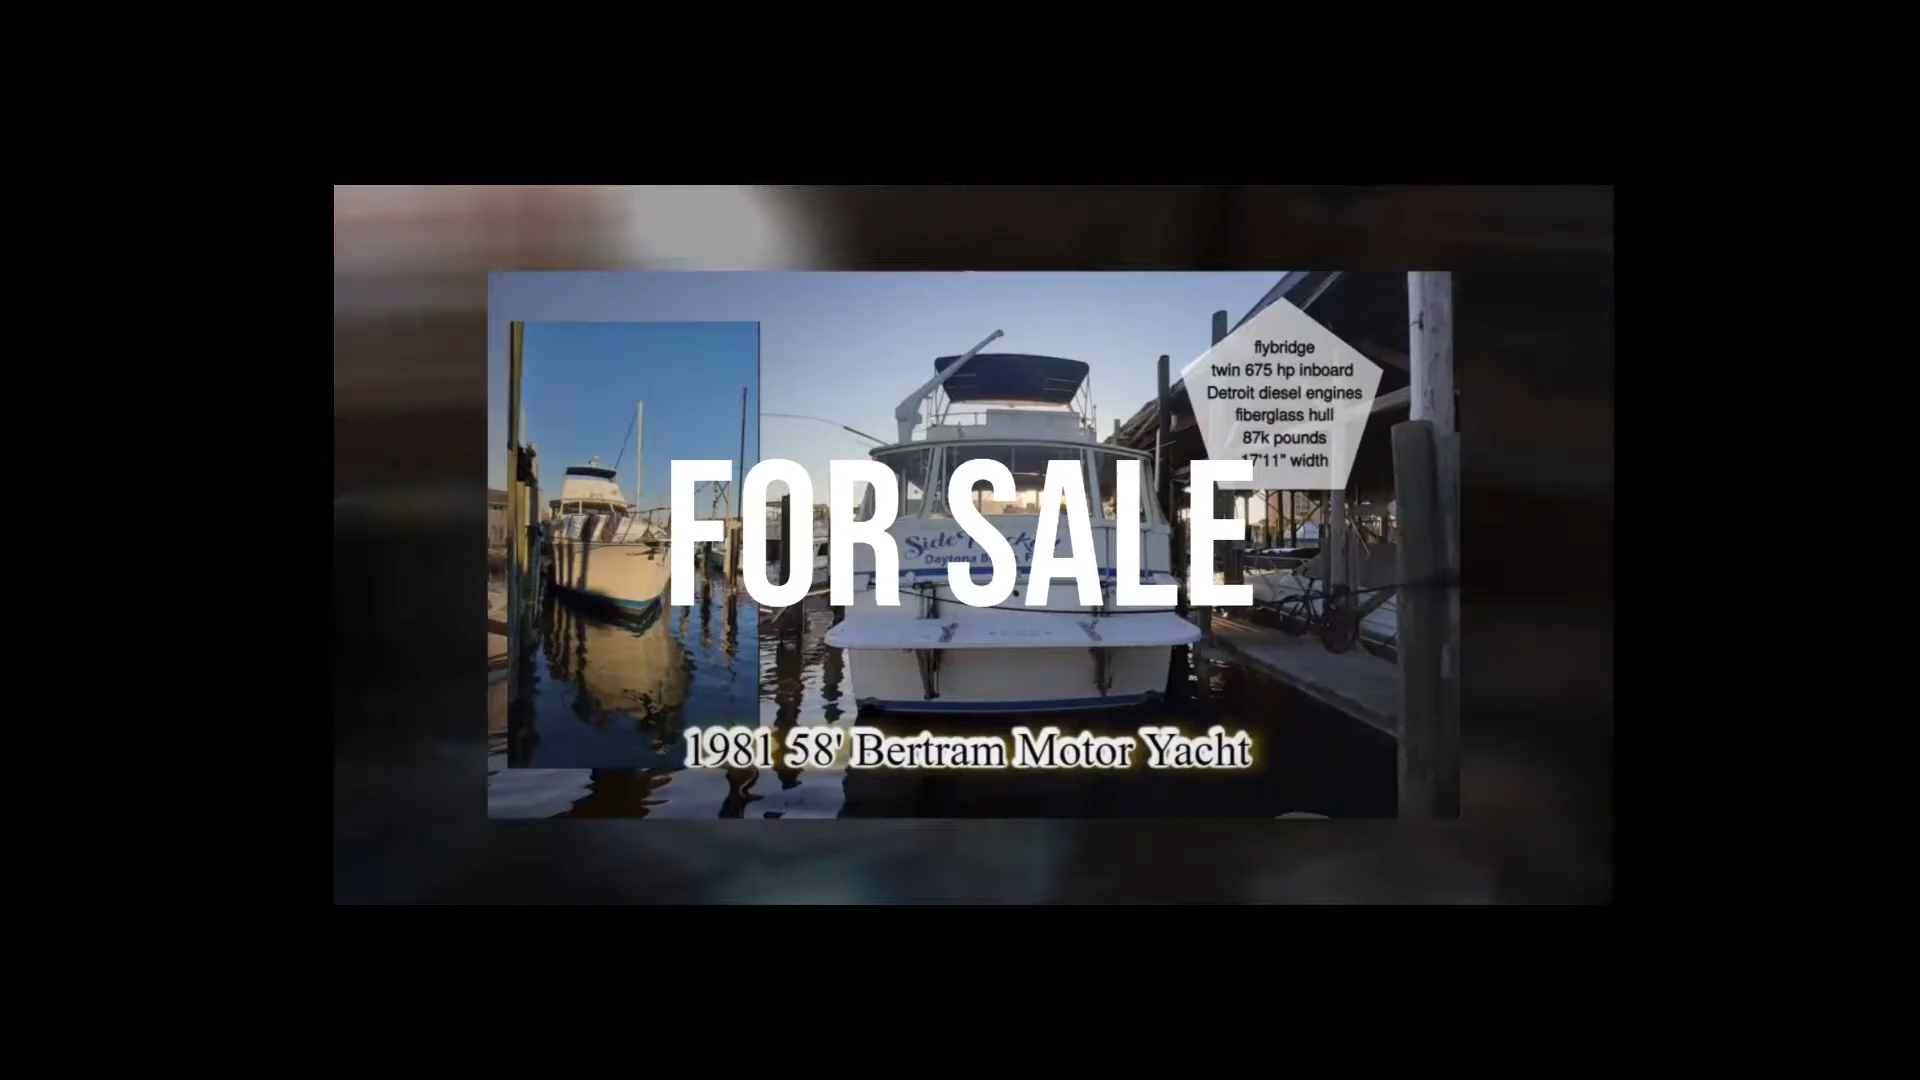 flybridge
twin 675 hp inboard
Detroit diesel engines
fiberglass hull
87k pounds
17'11" width
FOR SALE
Daytona
1981 58' Bertram Motor Yacht